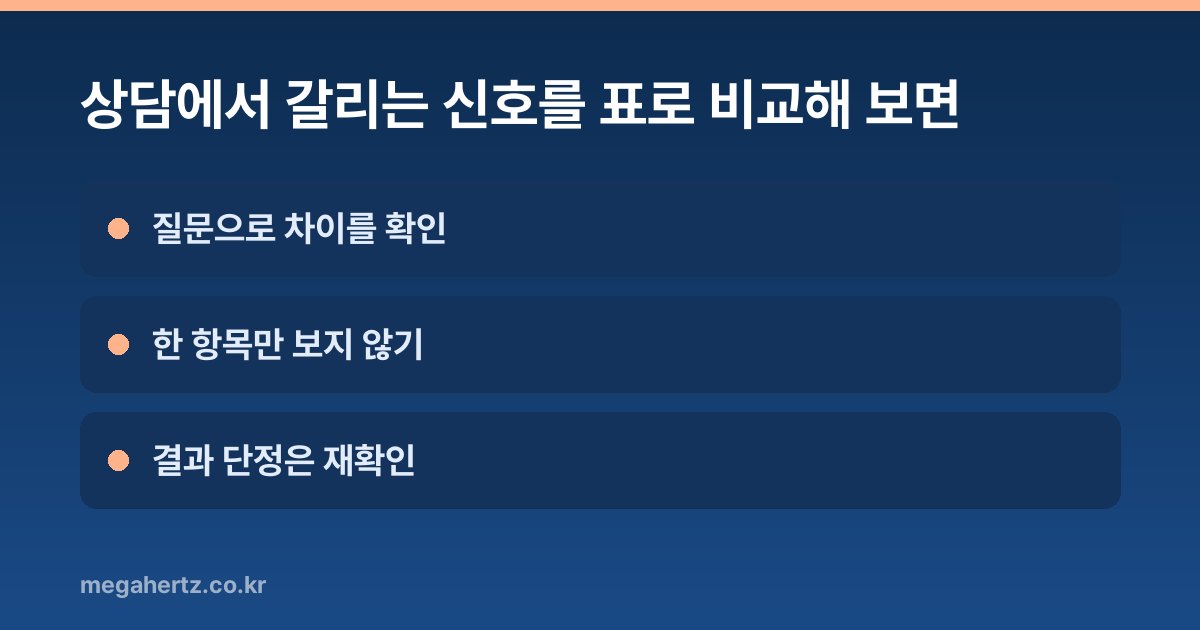 상담에서 갈리는 신호를 표로 비교해 보면
질문으로 차이를 확인
한 항목만 보지 않기
결과 단정은 재확인
megahertz.co.kr